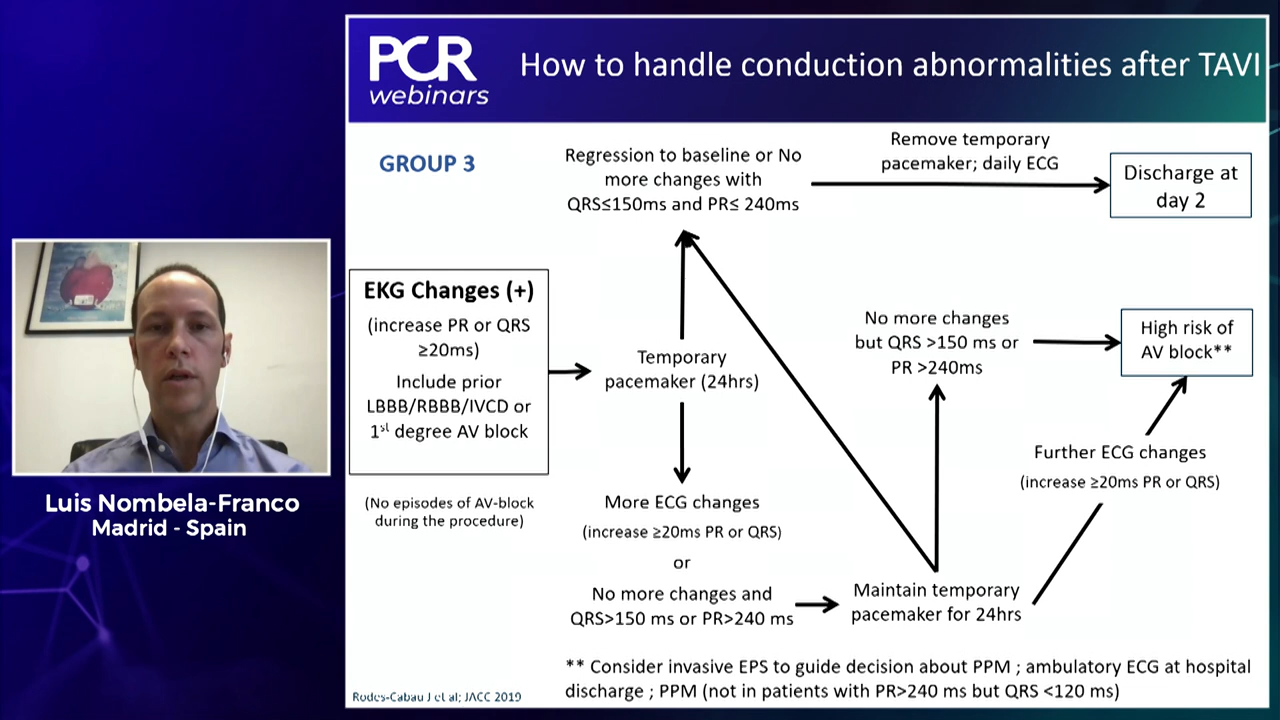 PCR
webinars
How to handle conduction abnormalities after TAVI
GROUP 3
Regression to baseline or No
more changes with
QRS≤150ms and PR≤ 240ms
Remove temporary
pacemaker; daily ECG
Discharge at
day 2
EKG Changes (+)
(increase PR or QRS
≥20ms)
Include prior
LBBB/RBBB/IVCD or
1st degree AV block
(No episodes of AV-block
during the procedure)
Temporary
pacemaker (24hrs)
More ECG changes
(increase ≥20ms PR or QRS)
or
No more changes and
QRS>150 ms or PR>240 ms
No more changes
but QRS >150 ms or
PR >240ms
High risk of
AV block**
Further ECG changes
(increase ≥20ms PR or QRS)
Maintain temporary
pacemaker for 24hrs
** Consider invasive EPS to guide decision about PPM ; ambulatory ECG at hospital
discharge ; PPM (not in patients with PR>240 ms but QRS <120 ms)
Rodes-Cabau J et al; JACC 2019
Luis Nombela-Franco
Madrid - Spain